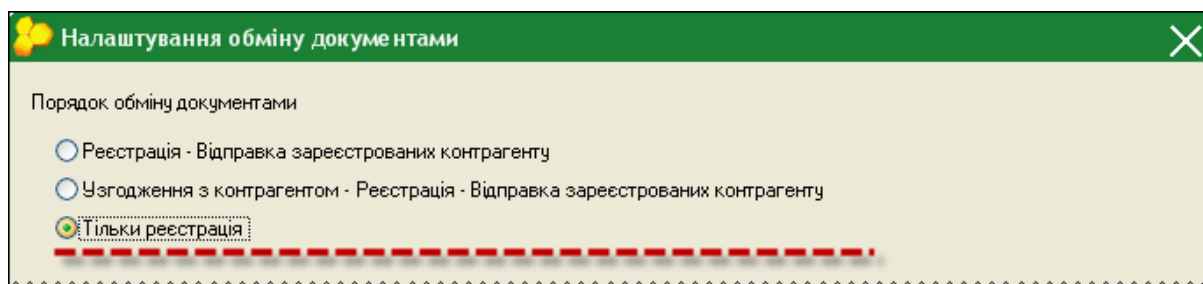 Налаштування обміну документами
Порядок обміну документами
Реєстрація - Відправка зареєстрованих контрагенту
Узгодження з контрагентом - Реєстрація - Відправка зареєстрованих контрагенту
Тільки реєстрація